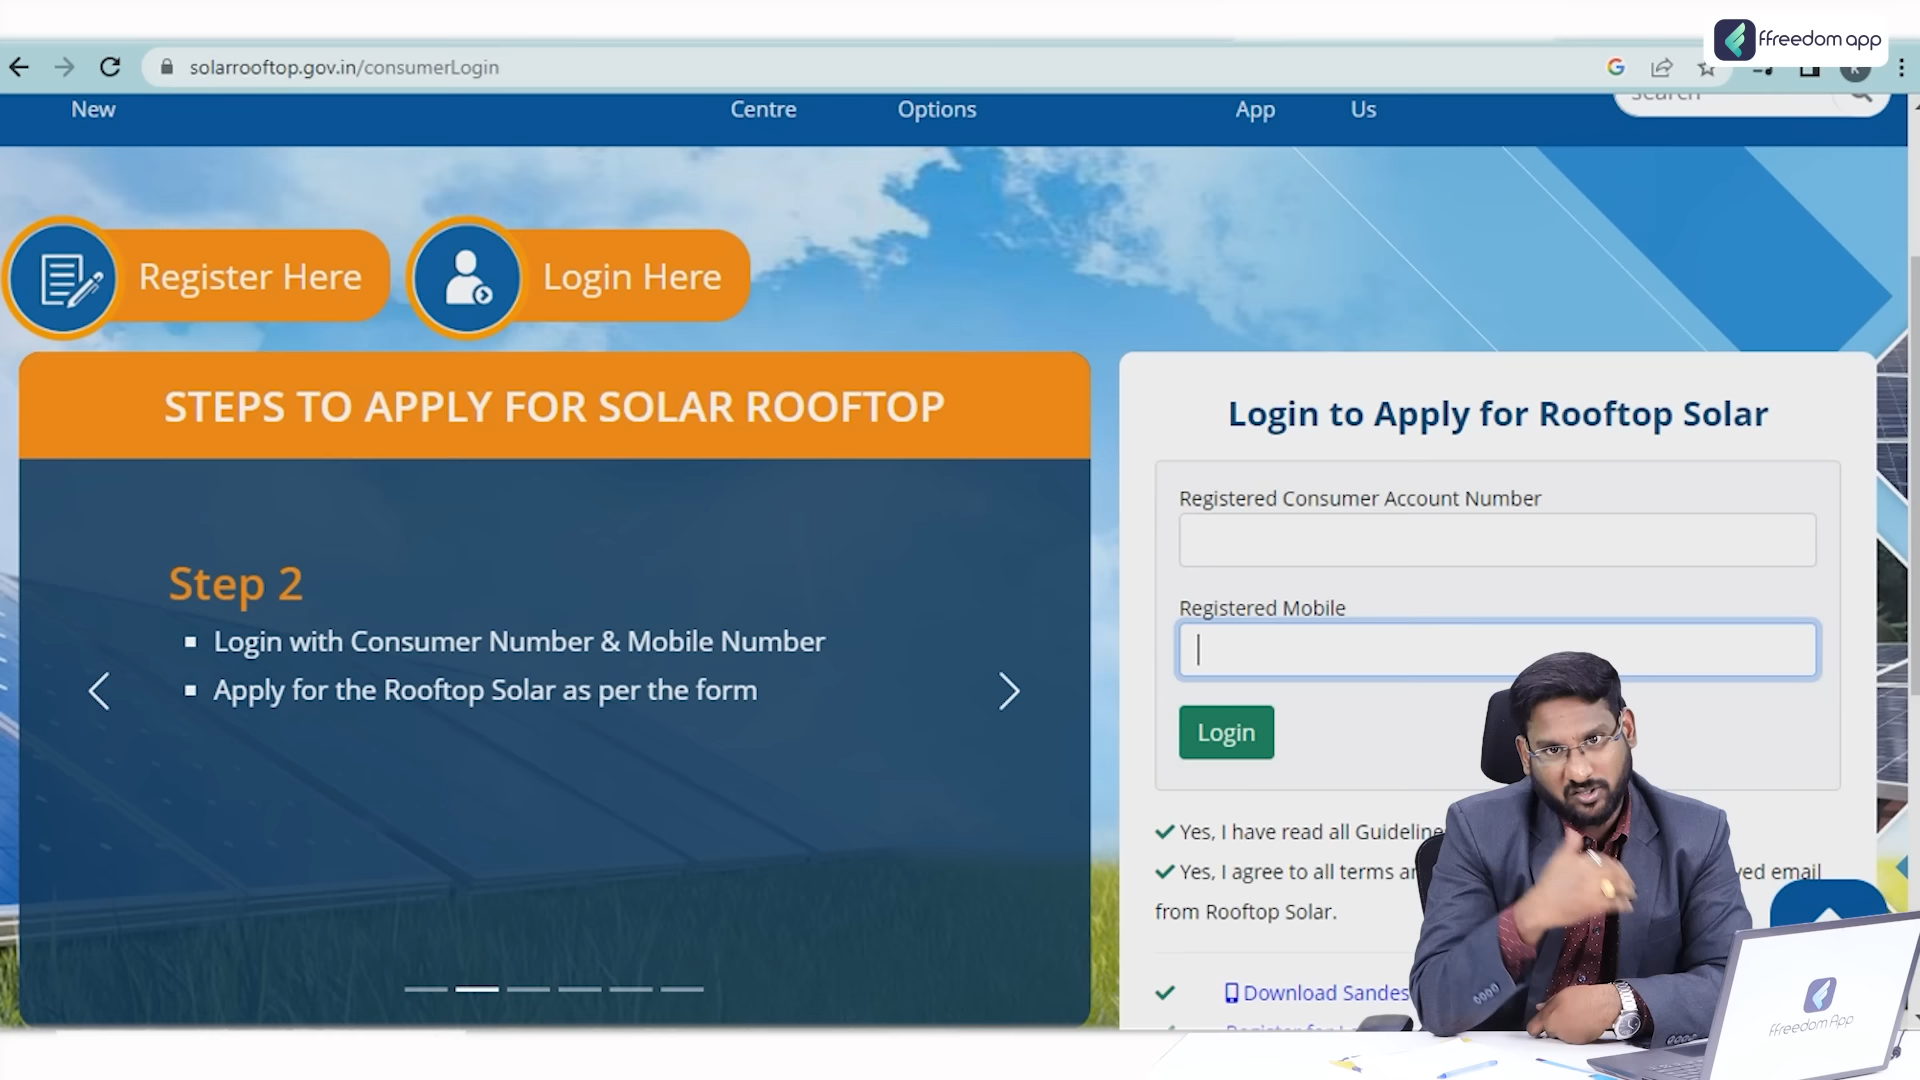 ffreedom app
solarrooftop.gov.in/consumerLogin
New
Centre
Options
App
Us
Search
Register Here
Login Here
STEPS TO APPLY FOR SOLAR ROOFTOP
Step 2
▪ Login with Consumer Number & Mobile Number
▪ Apply for the Rooftop Solar as per the form
Login to Apply for Rooftop Solar
Registered Consumer Account Number
Registered Mobile
Login
Yes, I have read all Guideline
Yes, I agree to all terms
email
from Rooftop Solar.
Download Sandes
ffreedom App